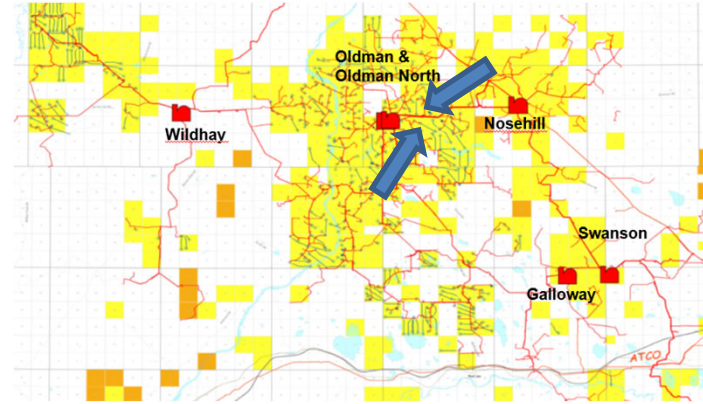 Oldman &
Oldman North
Wildhay
Nosehill
Swanson
Galloway
ATCO